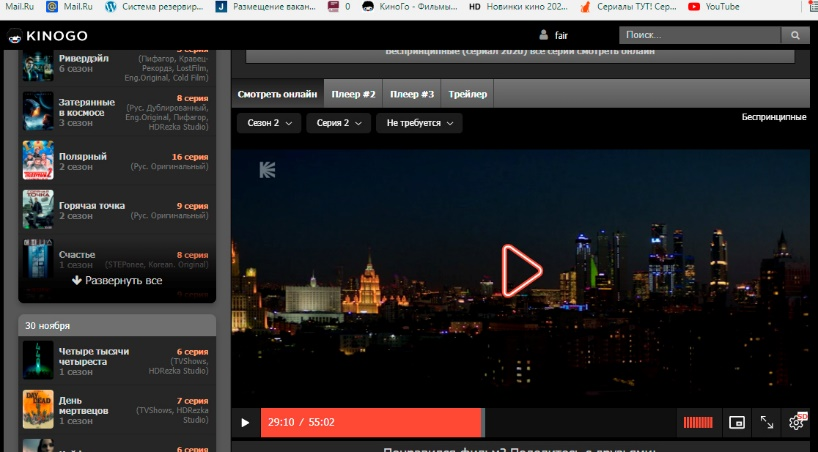 Mail.Ru Mail.Ru Система резервир... Размещение вакан... 0 КиноГо - Фильмы... HD Новинки кино 202... Сериалы ТУТ! Сер... YouTube
KINOGO fair Поиск...
Беспринципные (сериал 2020) все серии смотреть онлайн
Ривердэйл
6 сезон
5 серия
(Пифагор, Кравец-
Рекордз, LostFilm,
Eng.Original, Cold Film)
Затерянные
в космосе
3 сезон
8 серия
(Рус. Дублированный,
Eng.Original, Пифагор,
HDRezka Studio)
Полярный
2 сезон
16 серия
(Рус. Оригинальный)
Горячая точка
2 сезон
9 серия
(Рус. Оригинальный)
Счастье
1 сезон
8 серия
(STEPonee, Korean. Original)
Развернуть все
30 ноября
Четыре тысячи
четыреста
1 сезон
6 серия
(TVShows,
HDRezka Studio)
День
мертвецов
1 сезон
7 серия
(TVShows, HDRezka
Studio)
6 серия
Смотреть онлайн Плеер #2 Плеер #3 Трейлер
Сезон 2 Серия 2 Не требуется
Беспринципные
29:10 / 55:02
SD
Понравился фильм? Поделитесь с друзьями: